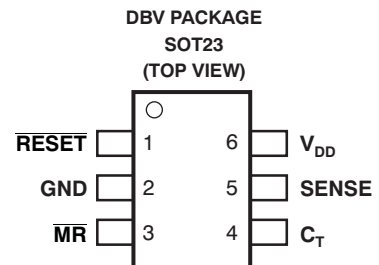 DBV PACKAGE
SOT23
(TOP VIEW)
RESET 1 6 VDD
GND 2 5 SENSE
MR 3 4 CT